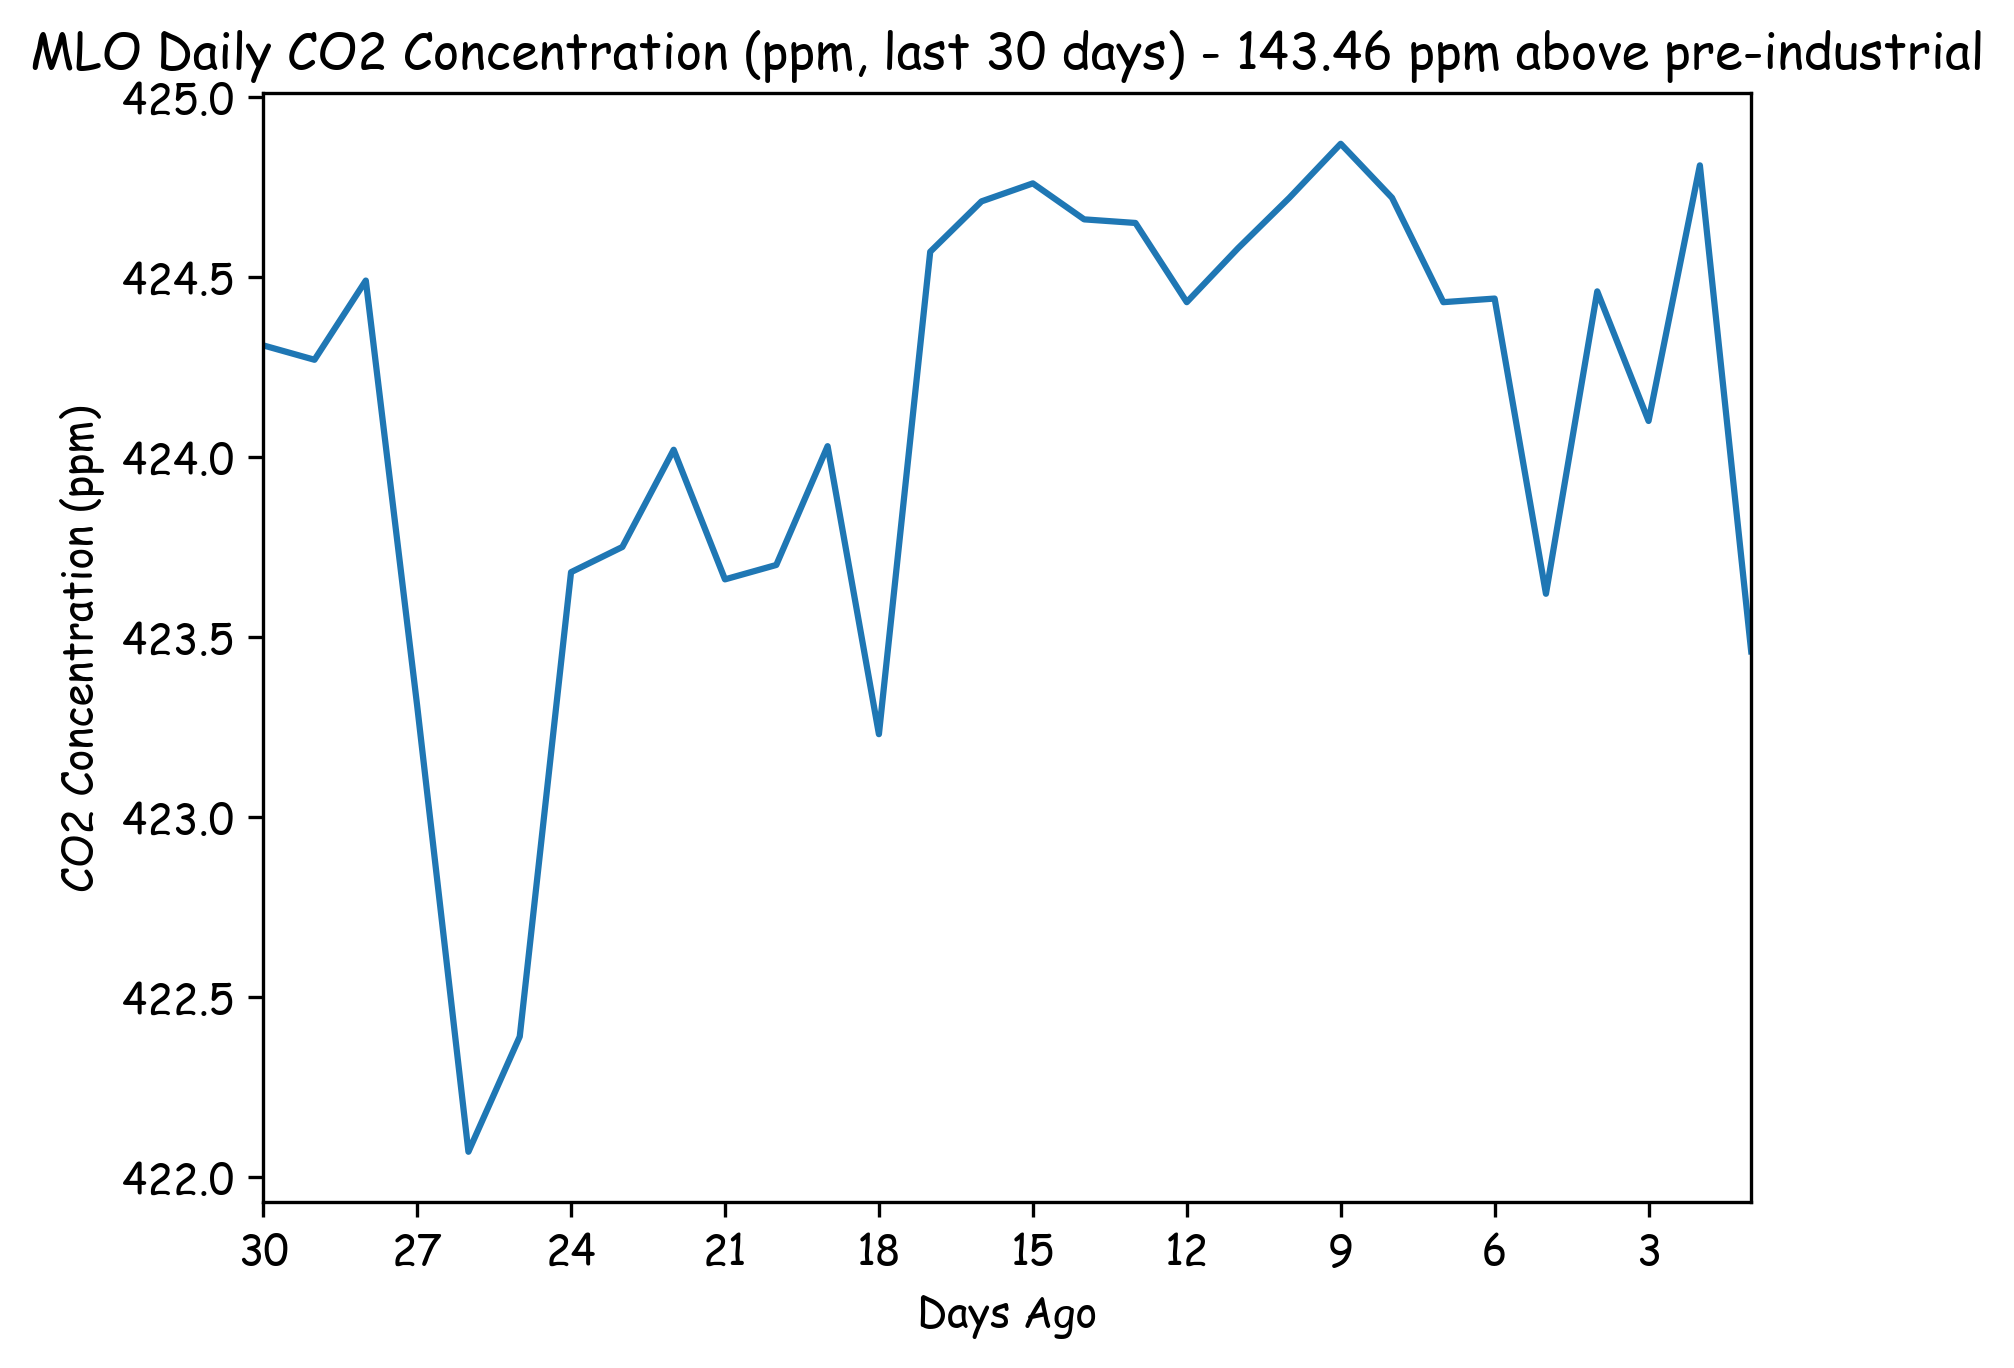 MLO Daily CO2 Concentration (ppm, last 30 days) - 143.46 ppm above pre-industrial
425.0
424.5
424.0
423.5
423.0
422.5
422.0
CO2 Concentration (ppm)
30 27 24 21 18 15 12 9 6 3
Days Ago